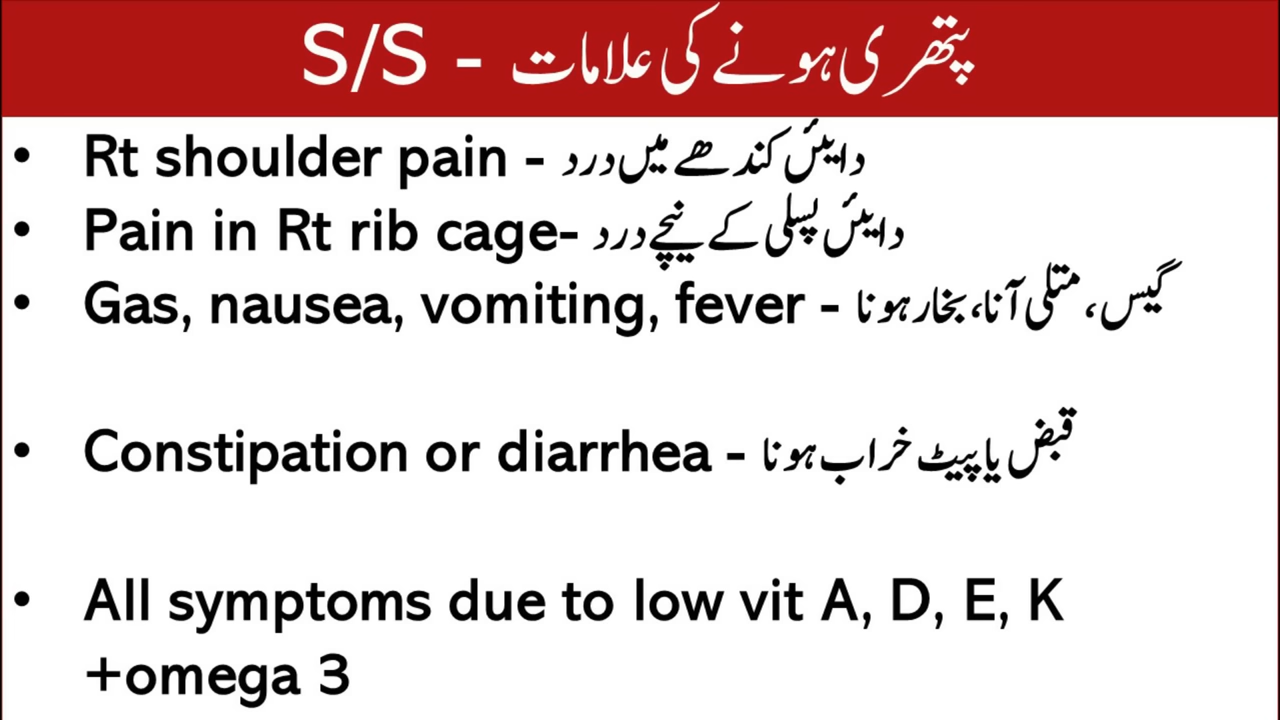 پتھری ہونے کی علامات - S/S
• Rt shoulder pain - دایئں کندھے میں درد
• Pain in Rt rib cage- دایئں پسلی کے نیچے درد
• Gas, nausea, vomiting, fever - گیس، متلی آنا، بخار ہونا
• Constipation or diarrhea - قبض یا پیٹ خراب ہونا
• All symptoms due to low vit A, D, E, K
+omega 3